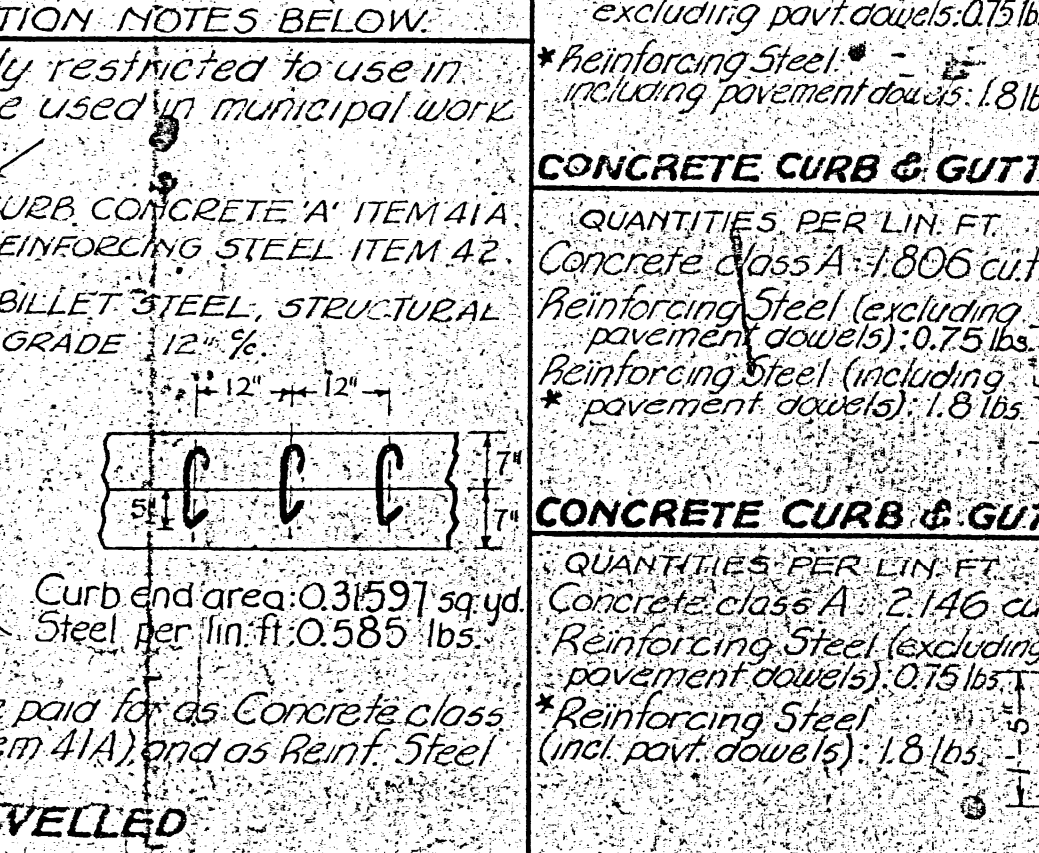 TION NOTES BELOW.
ly restricted to use in
e used in municipal work
URB CONCRETE 'A' ITEM 41A.
EINFORCING STEEL ITEM 42.
BILLET STEEL, STRUCTURAL
GRADE 12" %.
12" 12"
7"
5"
7"
Curb end area: 0.31597 sq. yd.
Steel per lin. ft: 0.585 lbs.
e paid for as Concrete class
em 41A), and as Reinf. Steel
VELLED
excluding pavt. dowels: 0.75 lb
* Reinforcing Steel
including pavement dowels: 1.8 lb
CONCRETE CURB & GUTT
QUANTITIES PER LIN. FT.
Concrete class A: 1.806 cu.f
Reinforcing Steel (excluding
pavement dowels): 0.75 lbs.
Reinforcing Steel (including
* pavement dowels): 1.8 lbs.
CONCRETE CURB & GUT
QUANTITIES PER LIN. FT
Concrete class A: 2.146 cu
Reinforcing Steel (excluding
pavement dowels): 0.75 lbs.
* Reinforcing Steel
(incl. pavt. dowels): 1.8 lbs.
5"